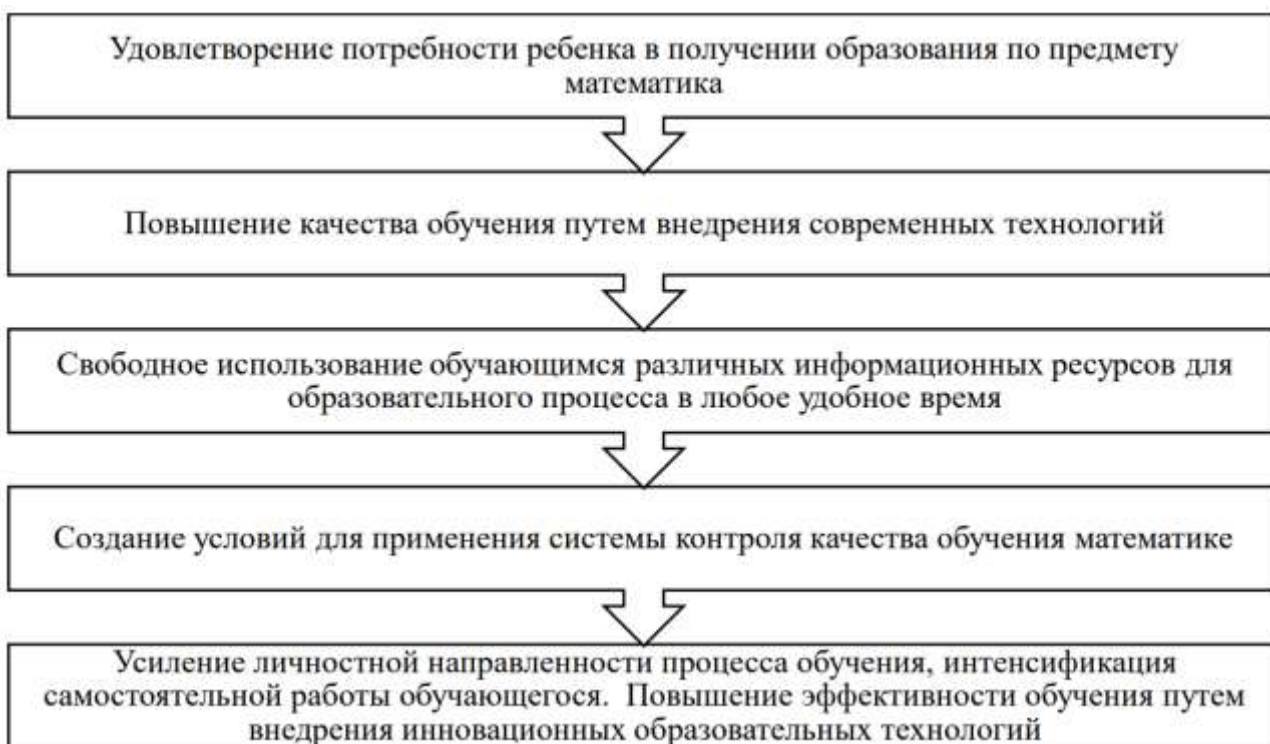 Удовлетворение потребности ребенка в получении образования по предмету
математика
Повышение качества обучения путем внедрения современных технологий
Свободное использование обучающимся различных информационных ресурсов для
образовательного процесса в любое удобное время
Создание условий для применения системы контроля качества обучения математике
Усиление личностной направленности процесса обучения, интенсификация
самостоятельной работы обучающегося. Повышение эффективности обучения путем
внедрения инновационных образовательных технологий